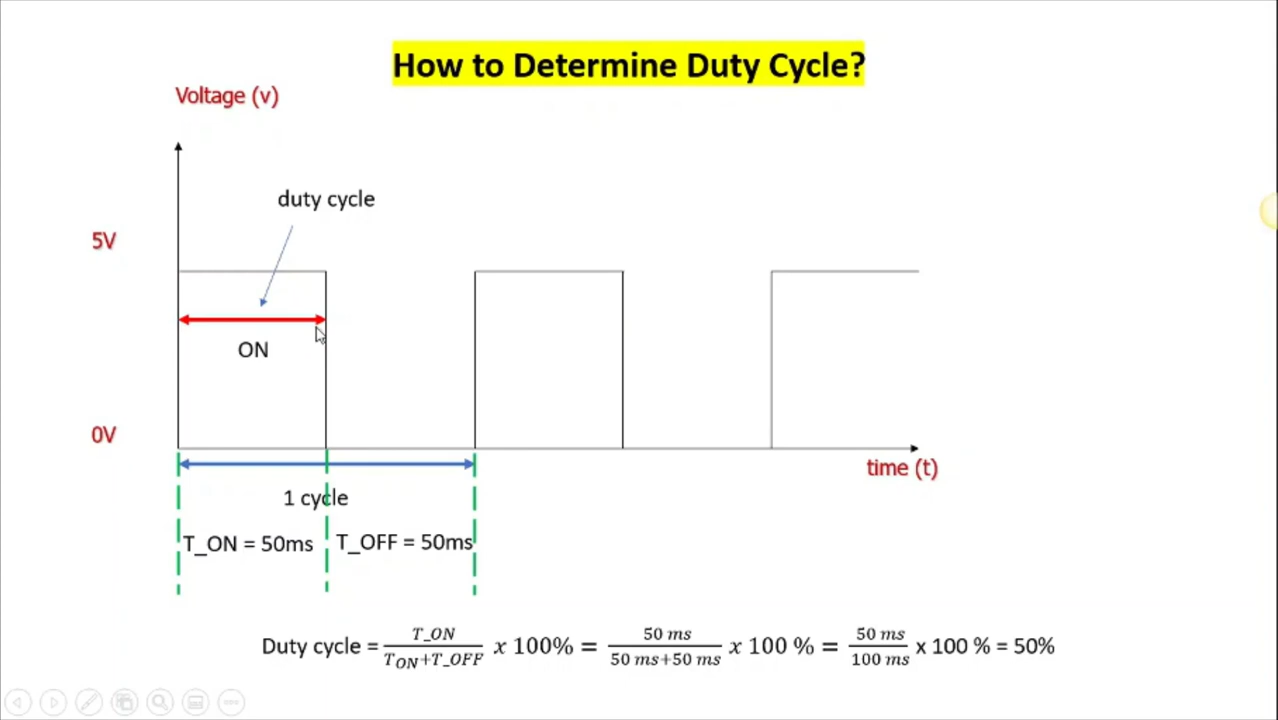 How to Determine Duty Cycle?
Voltage (v)
duty cycle
5V
ON
0V
time (t)
1 cycle
T_ON = 50ms
T_OFF = 50ms
Duty cycle = T_ON / T_ON+T_OFF x 100% = 50 ms / 50 ms+50 ms x 100 % = 50 ms / 100 ms x 100 % = 50%